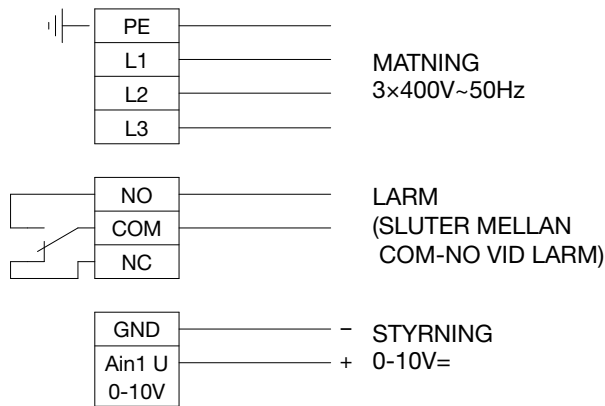 PE
L1
L2
L3
MATNING
3×400V~50Hz
NO
COM
NC
LARM
(SLUTER MELLAN
COM-NO VID LARM)
GND
Ain1 U
0-10V
−
+
STYRNING
0-10V=